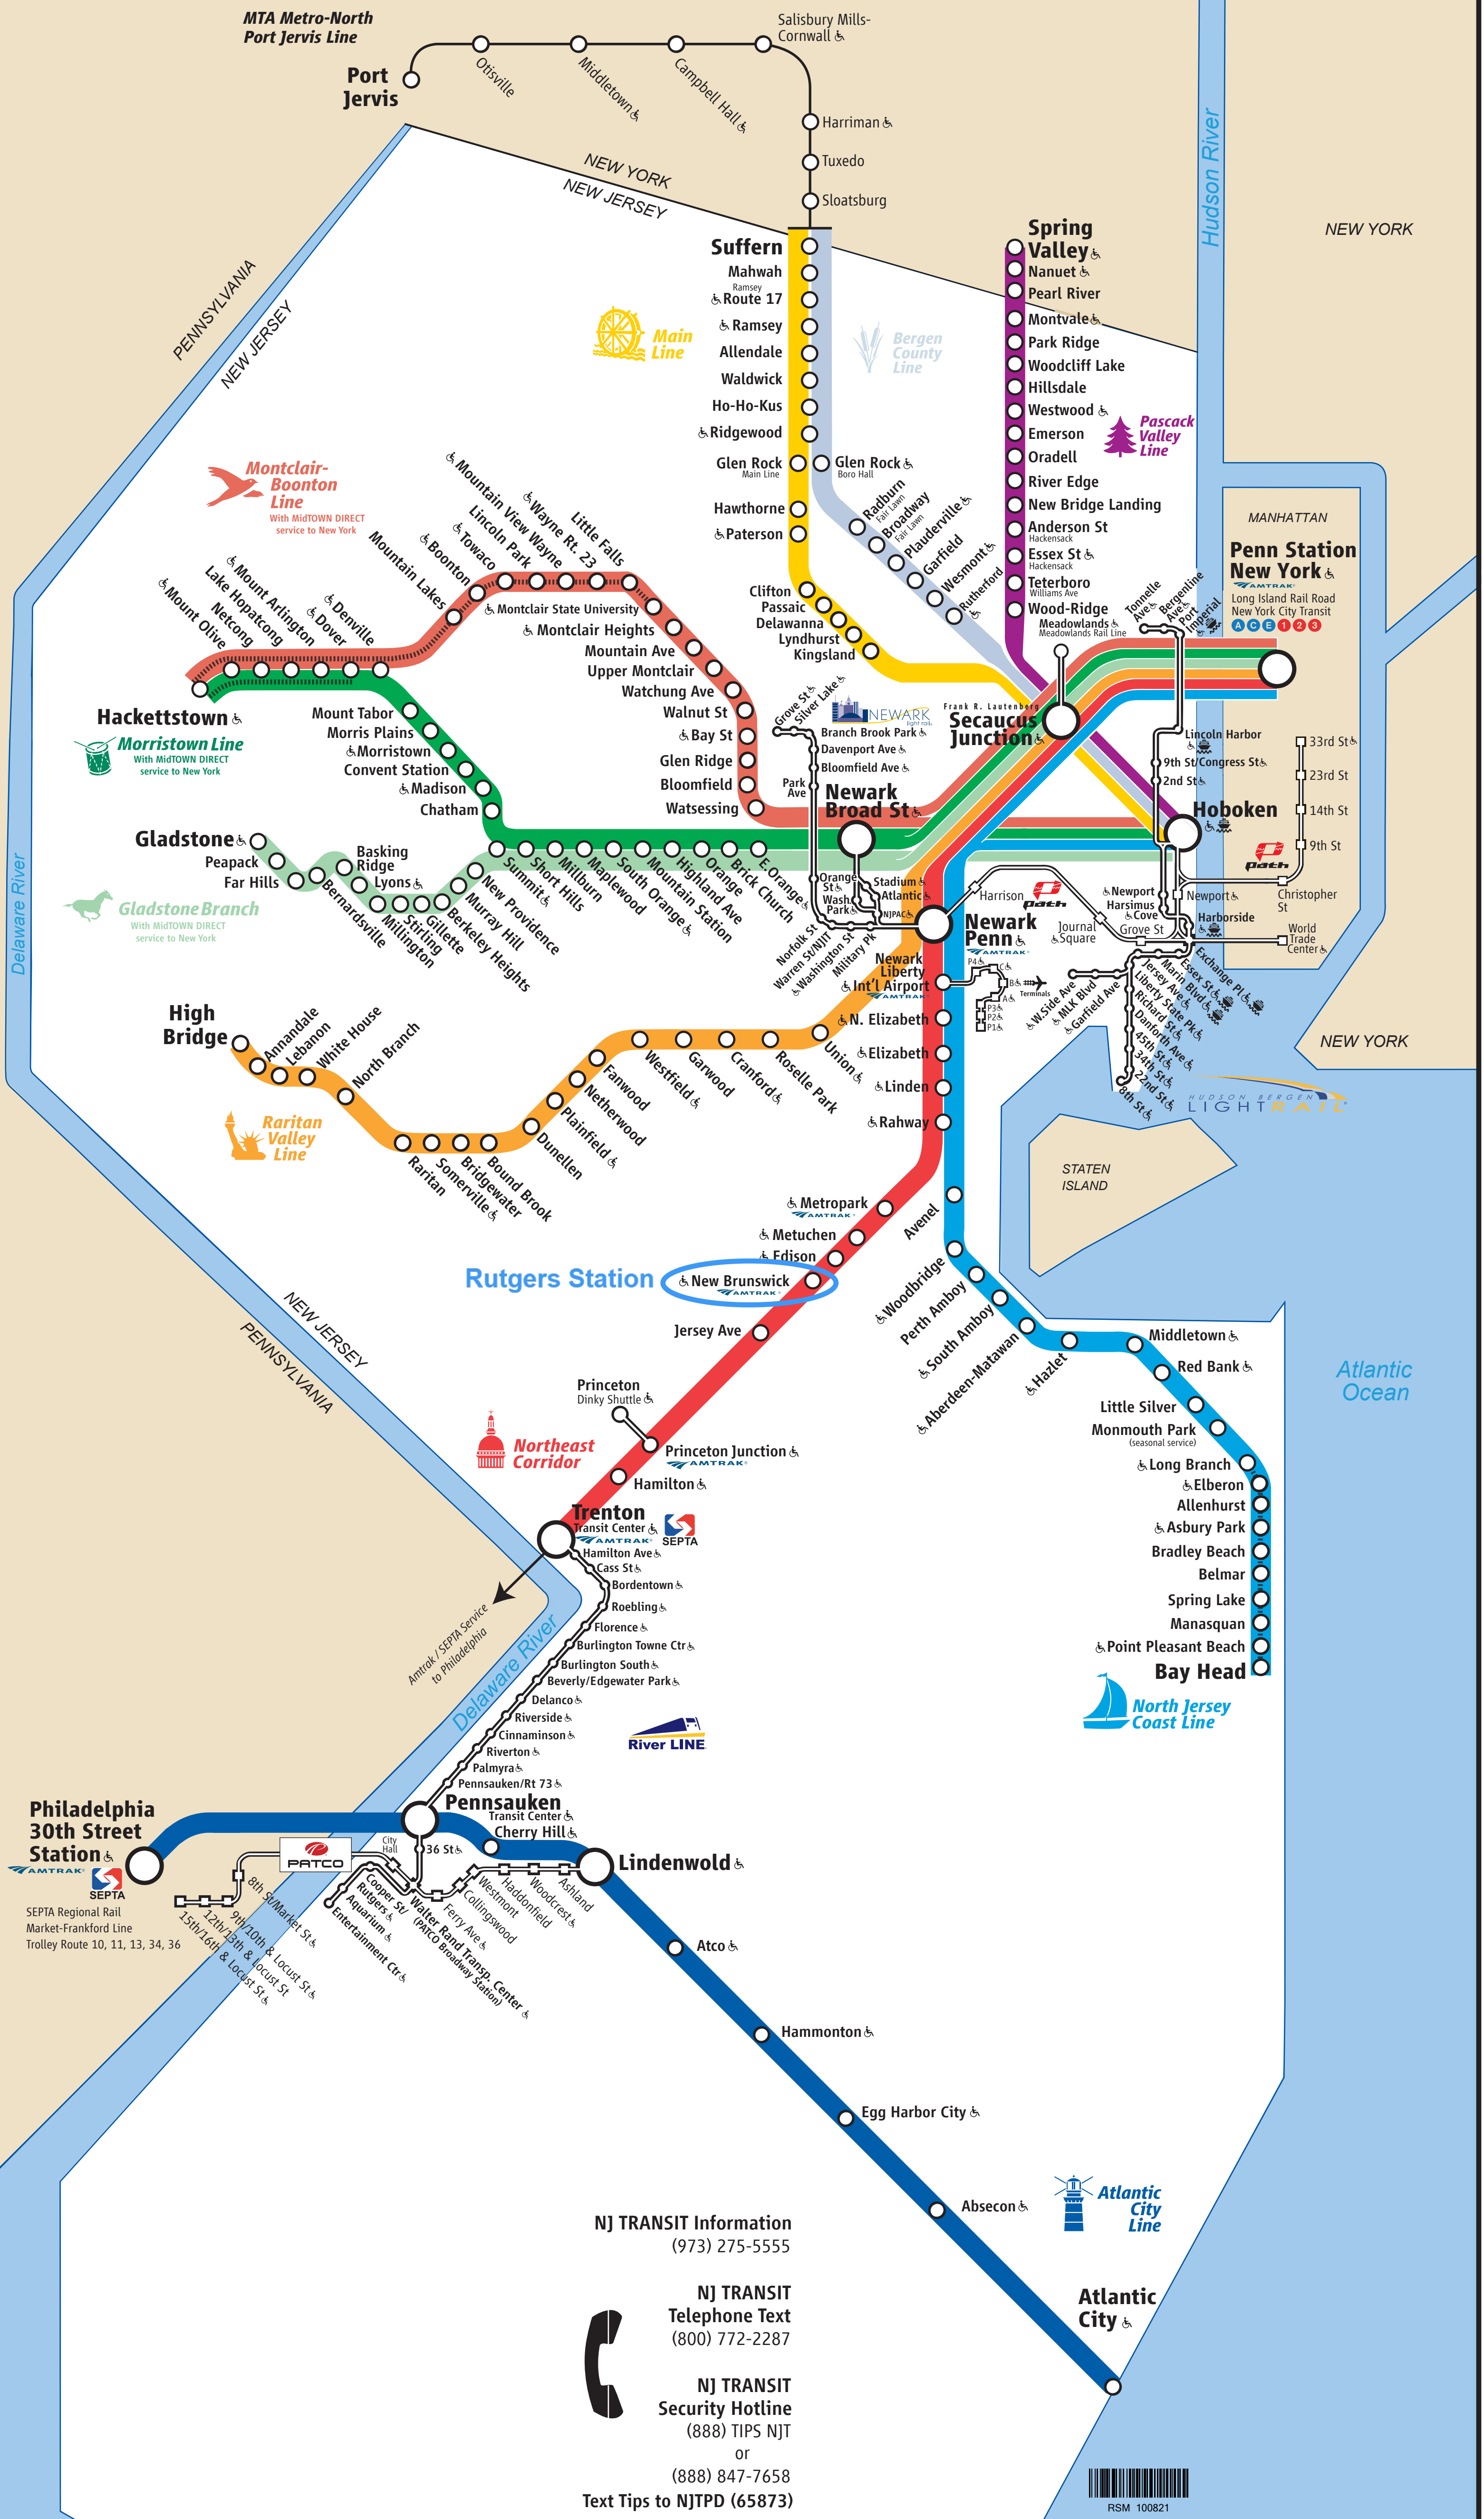 MTA Metro-North
Port Jervis Line
Port
Jervis
Otisville
Middletown
Campbell Hall
Salisbury Mills-
Cornwall
Harriman
Tuxedo
Sloatsburg
NEW YORK
NEW JERSEY
PENNSYLVANIA
NEW JERSEY
Hudson River
NEW YORK
Suffern
Mahwah
Ramsey
Route 17
Ramsey
Allendale
Waldwick
Ho-Ho-Kus
Ridgewood
Glen Rock
Main Line
Glen Rock
Boro Hall
Hawthorne
Paterson
Clifton
Passaic
Delawanna
Lyndhurst
Kingsland
Main
Line
Bergen
County
Line
Radburn
Fair Lawn
Broadway
Fair Lawn
Plauderville
Garfield
Wesmont
Rutherford
Spring
Valley
Nanuet
Pearl River
Montvale
Park Ridge
Woodcliff Lake
Hillsdale
Westwood
Emerson
Oradell
River Edge
New Bridge Landing
Anderson St
Hackensack
Essex St
Hackensack
Teterboro
Williams Ave
Wood-Ridge
Meadowlands
Meadowlands Rail Line
Pascack
Valley
Line
MANHATTAN
Penn Station
New York
AMTRAK
Long Island Rail Road
New York City Transit
A C E 1 2 3
Tonnelle
Ave
Bergenline
Ave
Port
Imperial
Montclair-
Boonton
Line
With MidTOWN DIRECT
service to New York
Mount Olive
Netcong
Lake Hopatcong
Mount Arlington
Dover
Denville
Mountain Lakes
Boonton
Towaco
Lincoln Park
Mountain View Wayne
Wayne Rt. 23
Little Falls
Montclair State University
Montclair Heights
Mountain Ave
Upper Montclair
Watchung Ave
Walnut St
Bay St
Glen Ridge
Bloomfield
Watsessing
Hackettstown
Morristown Line
With MidTOWN DIRECT
service to New York
Mount Tabor
Morris Plains
Morristown
Convent Station
Madison
Chatham
Gladstone
Peapack
Far Hills
Bernardsville
Basking
Ridge
Lyons
Millington
Stirling
Gillette
Berkeley Heights
Murray Hill
New Providence
Gladstone Branch
With MidTOWN DIRECT
service to New York
Summit
Short Hills
Millburn
Maplewood
South Orange
Mountain Station
Highland Ave
Orange
Brick Church
E.Orange
Grove St
Silver Lake
NEWARK
light rail
Branch Brook Park
Davenport Ave
Bloomfield Ave
Park
Ave
Newark
Broad St
Orange
St
Wash.
Park
Stadium
Atlantic
NJPAC
Norfolk St
Warren St/NJIT
Washington St
Military Pk
Frank R. Lautenberg
Secaucus
Junction
Lincoln Harbor
9th St/Congress St
2nd St
Hoboken
33rd St
23rd St
14th St
9th St
Path
Christopher
St
World
Trade
Center
Newport
Harsimus
Cove
Newport
Harborside
Grove St
Journal
Square
Harrison
Path
Newark
Penn
AMTRAK
Newark
Liberty
Int'l Airport
AMTRAK
P4
C
B
A
P3
P2
P1
Terminals
W.Side Ave
MLK Blvd
Garfield Ave
Exchange Pl
Essex St
Marin Blvd
Jersey Ave
Liberty State Pk
Richard St
Danforth Ave
45th St
34th St
22nd St
8th St
HUDSON BERGEN
LIGHTRAIL
NEW YORK
N. Elizabeth
Elizabeth
Linden
Rahway
High
Bridge
Annandale
Lebanon
White House
North Branch
Raritan
Somerville
Bridgewater
Bound Brook
Dunellen
Plainfield
Netherwood
Fanwood
Westfield
Garwood
Cranford
Roselle Park
Union
Raritan
Valley
Line
STATEN
ISLAND
Metropark
AMTRAK
Metuchen
Edison
Rutgers Station
New Brunswick
AMTRAK
Jersey Ave
Princeton
Dinky Shuttle
Princeton Junction
AMTRAK
Hamilton
Northeast
Corridor
Trenton
Transit Center
AMTRAK
SEPTA
Avenel
Woodbridge
Perth Amboy
South Amboy
Aberdeen-Matawan
Hazlet
Middletown
Red Bank
Little Silver
Monmouth Park
(seasonal service)
Long Branch
Elberon
Allenhurst
Asbury Park
Bradley Beach
Belmar
Spring Lake
Manasquan
Point Pleasant Beach
Bay Head
North Jersey
Coast Line
Atlantic
Ocean
Delaware River
NEW JERSEY
PENNSYLVANIA
Amtrak / SEPTA Service
to Philadelphia
Delaware River
Hamilton Ave
Cass St
Bordentown
Roebling
Florence
Burlington Towne Ctr
Burlington South
Beverly/Edgewater Park
Delanco
Riverside
Cinnaminson
Riverton
Palmyra
Pennsauken/Rt 73
River LINE
Pennsauken
Transit Center
Cherry Hill
36 St
Lindenwold
Philadelphia
30th Street
Station
AMTRAK
SEPTA
SEPTA Regional Rail
Market-Frankford Line
Trolley Route 10, 11, 13, 34, 36
PATCO
City
Hall
8th St/Market St
9th/10th & Locust St
12th/13th & Locust St
15th/16th & Locust St
Cooper St/
Rutgers
Aquarium
Entertainment Ctr
Walter Rand Transp. Center
(PATCO Broadway Station)
Ferry Ave
Collingswood
Westmont
Haddonfield
Woodcrest
Ashland
Atco
Hammonton
Egg Harbor City
Absecon
Atlantic
City
Line
Atlantic
City
NJ TRANSIT Information
(973) 275-5555
NJ TRANSIT
Telephone Text
(800) 772-2287
NJ TRANSIT
Security Hotline
(888) TIPS NJT
or
(888) 847-7658
Text Tips to NJTPD (65873)
RSM 100821